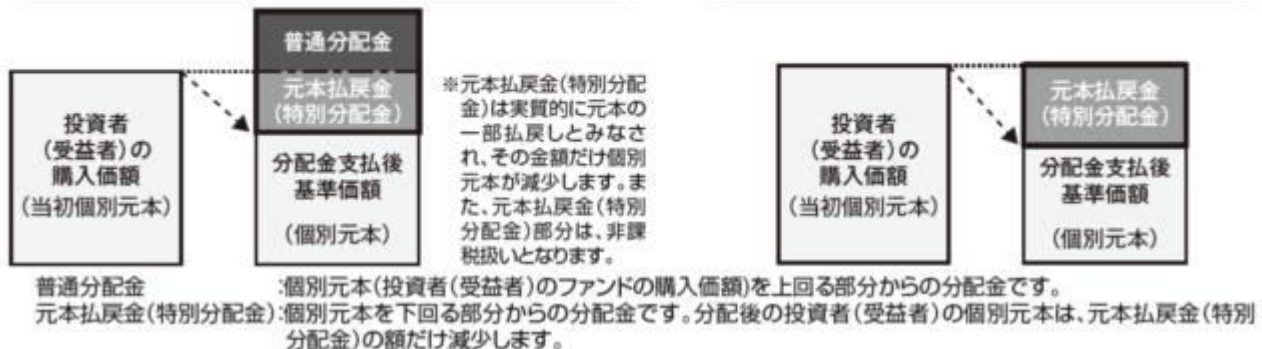 普通分配金
元本払戻金
(特別分配金)
投資者
(受益者)の
購入価額
(当初個別元本)
分配金支払後
基準価額
(個別元本)
※元本払戻金(特別分配
金)は実質的に元本の
一部払戻しとみなさ
れ、その金額だけ個別
元本が減少します。ま
た、元本払戻金(特別
分配金)部分は、非課
税扱いとなります。
投資者
(受益者)の
購入価額
(当初個別元本)
元本払戻金
(特別分配金)
分配金支払後
基準価額
(個別元本)
普通分配金 :個別元本(投資者(受益者)のファンドの購入価額)を上回る部分からの分配金です。
元本払戻金(特別分配金):個別元本を下回る部分からの分配金です。分配後の投資者(受益者)の個別元本は、元本払戻金(特別
分配金)の額だけ減少します。